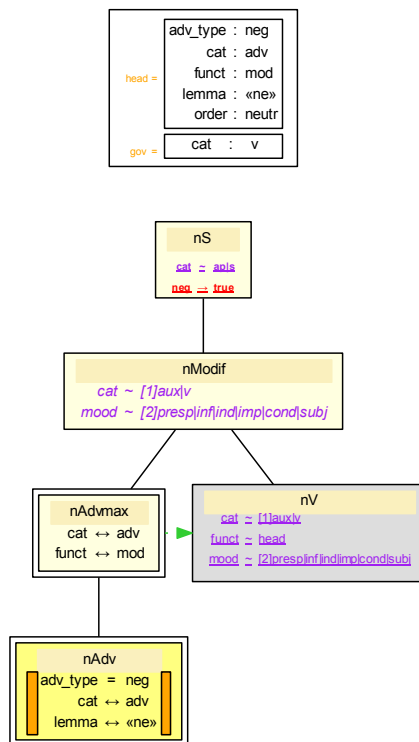 adv_type : neg
cat : adv
head = funct : mod
lemma : «ne»
order : neutr
gov = cat : v
nS
cat ~ ap|s
neg → true
nModif
cat ~ [1]aux|v
mood ~ [2]presp|inf|ind|imp|cond|subj
nAdvmax
cat ↔ adv
funct ↔ mod
nV
cat ~ [1]aux|v
funct ~ head
mood ~ [2]presp|inf|ind|imp|cond|subj
nAdv
adv_type = neg
cat ↔ adv
lemma ↔ «ne»